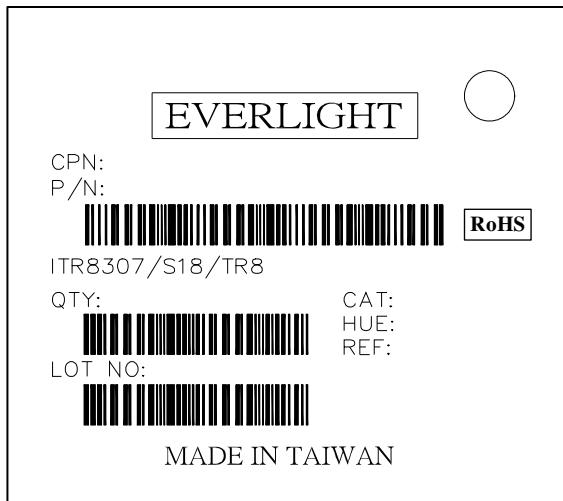 EVERLIGHT
CPN:
P/N:
RoHS
ITR8307/S18/TR8
QTY:
CAT:
HUE:
REF:
LOT NO:
MADE IN TAIWAN